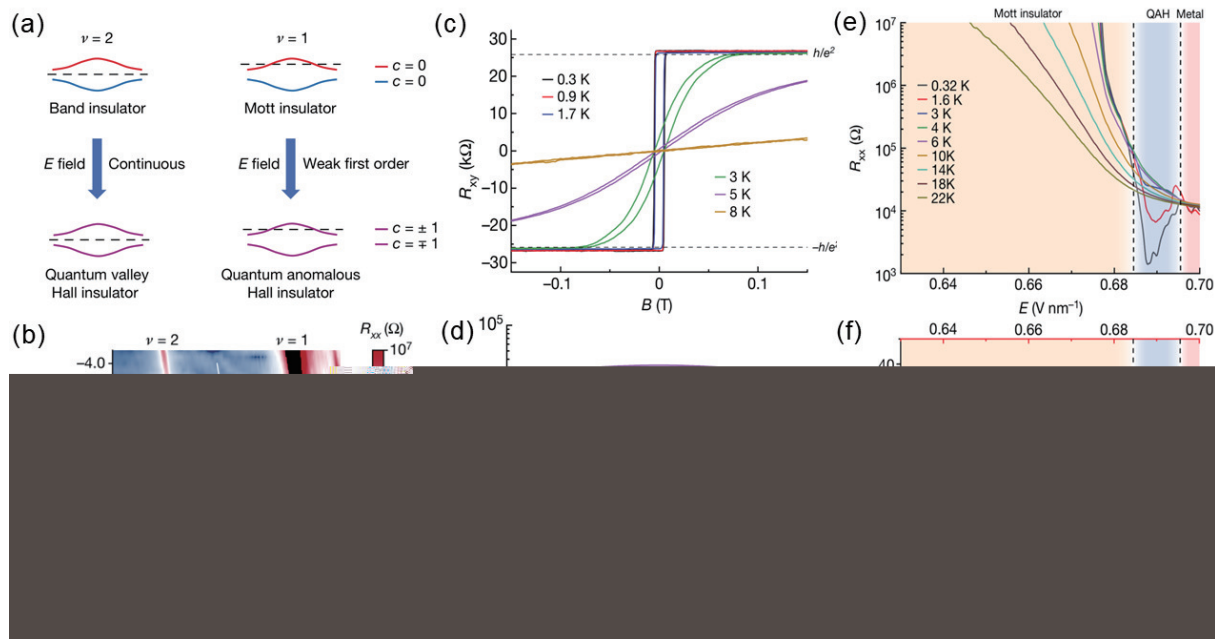 (a)
ν = 2
ν = 1
c = 0
c = 0
Band insulator
Mott insulator
E field
Continuous
E field
Weak first order
c = ± 1
c = ∓ 1
Quantum valley
Hall insulator
Quantum anomalous
Hall insulator
(b)
ν = 2
ν = 1
Rxx (Ω)
10⁷
−4.0
(c)
30
20
10
0
−10
−20
−30
Rxy (kΩ)
h/e²
−h/e²
0.3 K
0.9 K
1.7 K
3 K
5 K
8 K
−0.1
0
0.1
B (T)
(d)
10⁵
(e)
Mott insulator
QAH
Metal
10⁷
10⁶
10⁵
10⁴
10³
Rxx (Ω)
0.32 K
1.6 K
3 K
4 K
6 K
10K
14K
18K
22K
0.64
0.66
0.68
0.70
E (V nm⁻¹)
(f)
0.64
0.66
0.68
0.70